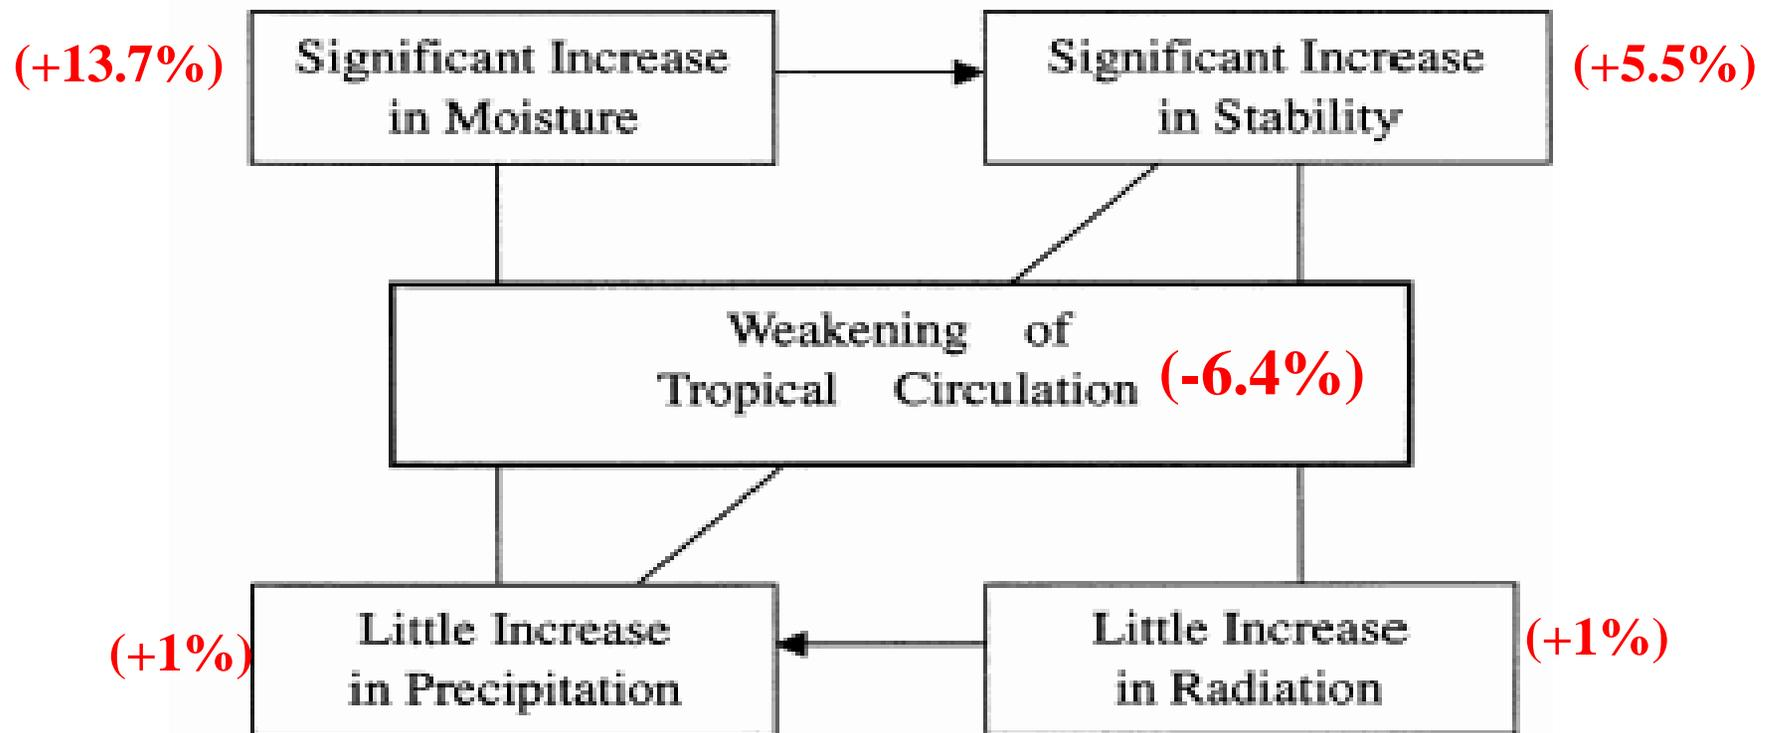 (+13.7%)
Significant Increase
in Moisture
Significant Increase
in Stability
(+5.5%)
Weakening of
Tropical Circulation (-6.4%)
(+1%)
Little Increase
in Precipitation
Little Increase
in Radiation
(+1%)